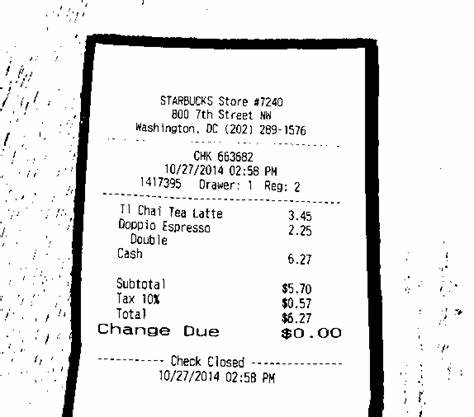 STARBUCKS Store #7240
800 7th Street NW
Washington, DC (202) 289-1576
CHK 663682
10/27/2014 02:58 PM
1417395 Drawer: 1 Reg: 2
Tl Chai Tea Latte 3.45
Doppio Espresso 2.25
Double
Cash 6.27
Subtotal $5.70
Tax 10% $0.57
Total $6.27
Change Due $0.00
------------ Check Closed ------------
10/27/2014 02:58 PM